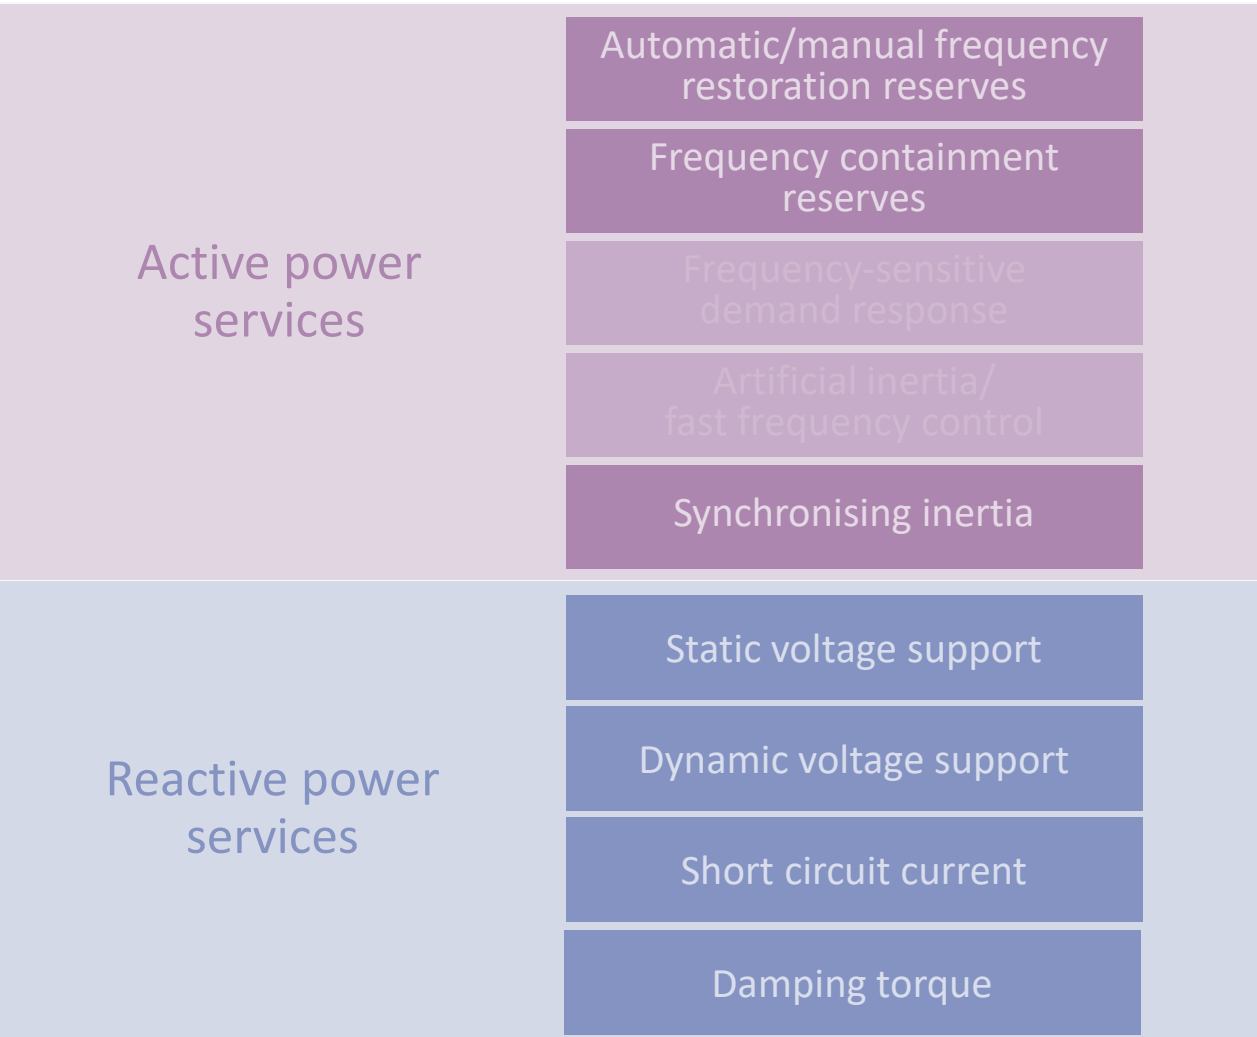 Active power
services
Automatic/manual frequency
restoration reserves
Frequency containment
reserves
Frequency-sensitive
demand response
Artificial inertia/
fast frequency control
Synchronising inertia
Reactive power
services
Static voltage support
Dynamic voltage support
Short circuit current
Damping torque